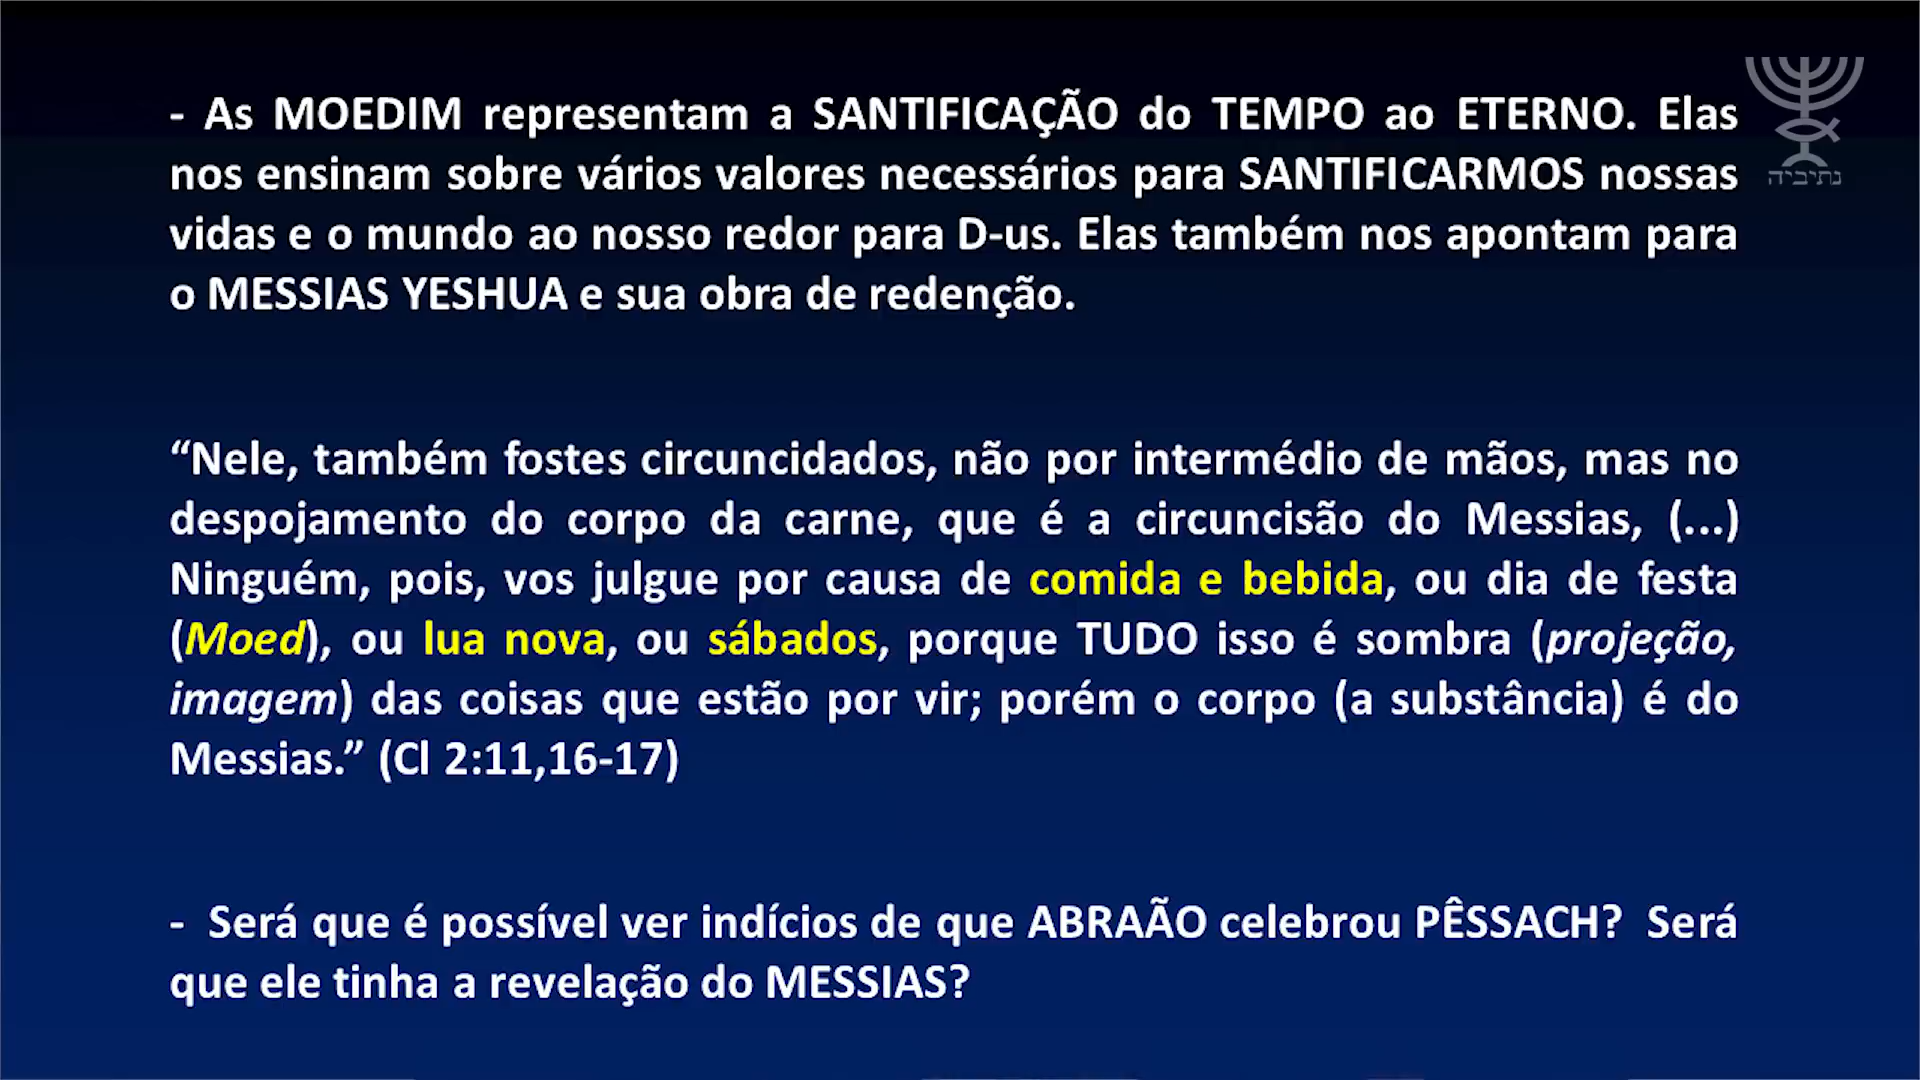 - As MOEDIM representam a SANTIFICAÇÃO do TEMPO ao ETERNO. Elas
nos ensinam sobre vários valores necessários para SANTIFICARMOS nossas
vidas e o mundo ao nosso redor para D-us. Elas também nos apontam para
o MESSIAS YESHUA e sua obra de redenção.
נתיביה
“Nele, também fostes circuncidados, não por intermédio de mãos, mas no
despojamento do corpo da carne, que é a circuncisão do Messias, (...)
Ninguém, pois, vos julgue por causa de comida e bebida, ou dia de festa
(Moed), ou lua nova, ou sábados, porque TUDO isso é sombra (projeção,
imagem) das coisas que estão por vir; porém o corpo (a substância) é do
Messias.” (Cl 2:11,16-17)
- Será que é possível ver indícios de que ABRAÃO celebrou PÊSSACH? Será
que ele tinha a revelação do MESSIAS?